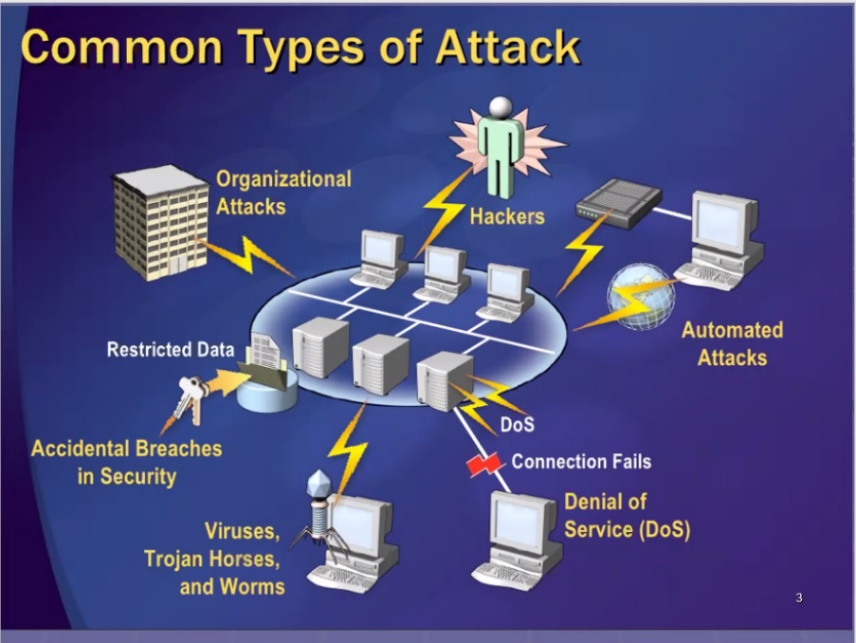 Common Types of Attack
Organizational
Attacks
Hackers
Automated
Attacks
Restricted Data
Accidental Breaches
in Security
DoS
Connection Fails
Denial of
Service (DoS)
Viruses,
Trojan Horses,
and Worms
3